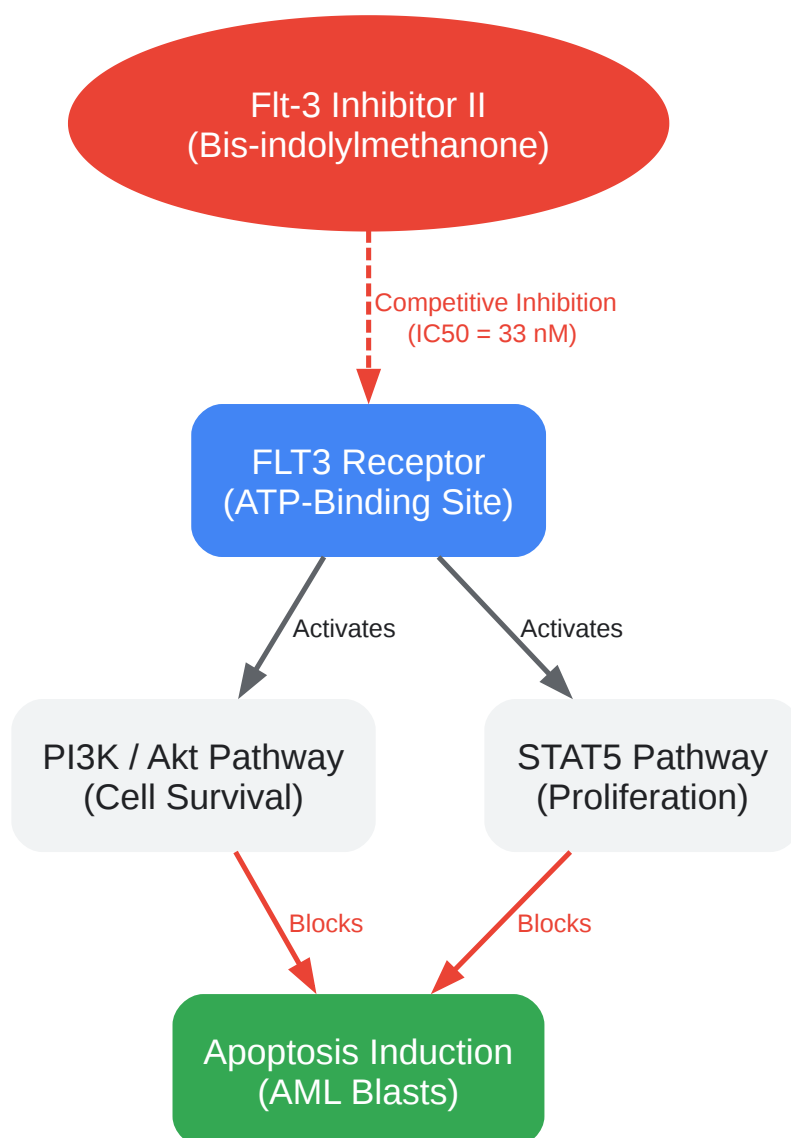 Flt-3 Inhibitor II
(Bis-indolylmethanone)
Competitive Inhibition
(IC50 = 33 nM)
FLT3 Receptor
(ATP-Binding Site)
Activates
Activates
PI3K / Akt Pathway
(Cell Survival)
STAT5 Pathway
(Proliferation)
Blocks
Blocks
Apoptosis Induction
(AML Blasts)